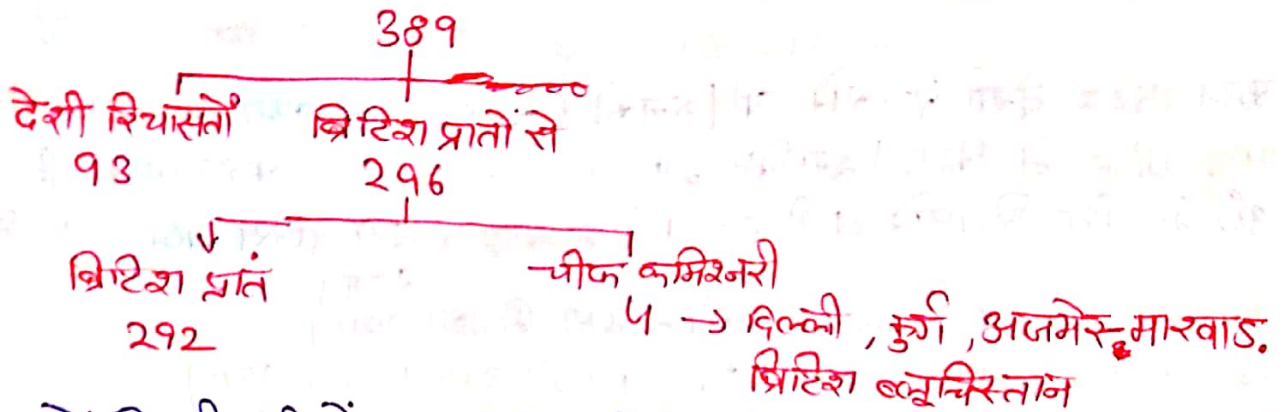 389
देशी रियासतों ब्रिटिश प्रातों से
93 296
ब्रिटिश प्रातं चीफ कमिश्नरी
292 4 → दिल्ली, कुर्ग, अजमेर मारवाड.
ब्रिटिश ब्लूचिस्तान